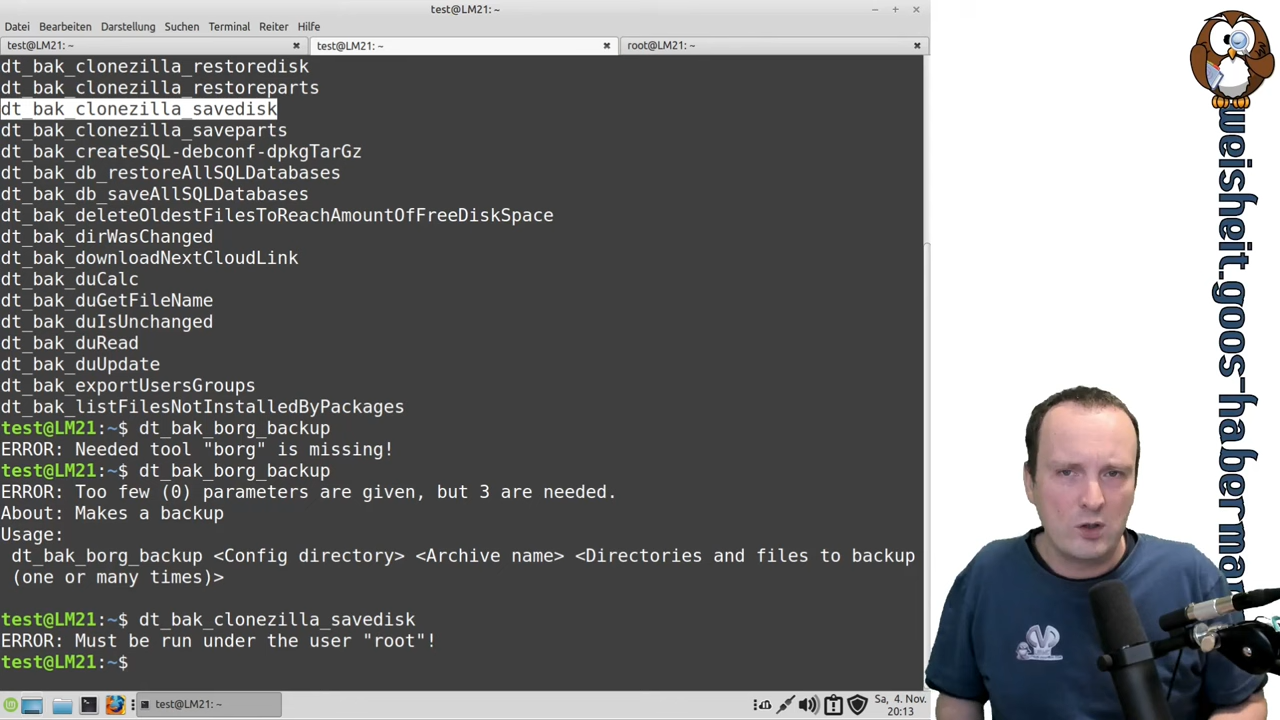 test@LM21: ~
Datei Bearbeiten Darstellung Suchen Terminal Reiter Hilfe
test@LM21: ~ test@LM21: ~ root@LM21: ~
dt_bak_clonezilla_restoredisk
dt_bak_clonezilla_restoreparts
dt_bak_clonezilla_savedisk
dt_bak_clonezilla_saveparts
dt_bak_createSQL-debconf-dpkgTarGz
dt_bak_db_restoreAllSQLDatabases
dt_bak_db_saveAllSQLDatabases
dt_bak_deleteOldestFilesToReachAmountOfFreeDiskSpace
dt_bak_dirWasChanged
dt_bak_downloadNextCloudLink
dt_bak_duCalc
dt_bak_duGetFileName
dt_bak_duIsUnchanged
dt_bak_duRead
dt_bak_duUpdate
dt_bak_exportUsersGroups
dt_bak_listFilesNotInstalledByPackages
test@LM21:~$ dt_bak_borg_backup
ERROR: Needed tool "borg" is missing!
test@LM21:~$ dt_bak_borg_backup
ERROR: Too few (0) parameters are given, but 3 are needed.
About: Makes a backup
Usage:
dt_bak_borg_backup <Config directory> <Archive name> <Directories and files to backup
(one or many times)>
test@LM21:~$ dt_bak_clonezilla_savedisk
ERROR: Must be run under the user "root"!
test@LM21:~$
test@LM21: ~
Sa, 4. Nov.
20:13